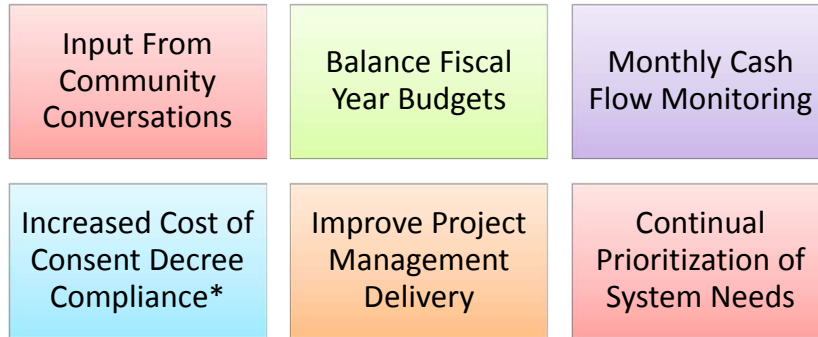 Input From
Community
Conversations
Balance Fiscal
Year Budgets
Monthly Cash
Flow Monitoring
Increased Cost of
Consent Decree
Compliance*
Improve Project
Management
Delivery
Continual
Prioritization of
System Needs